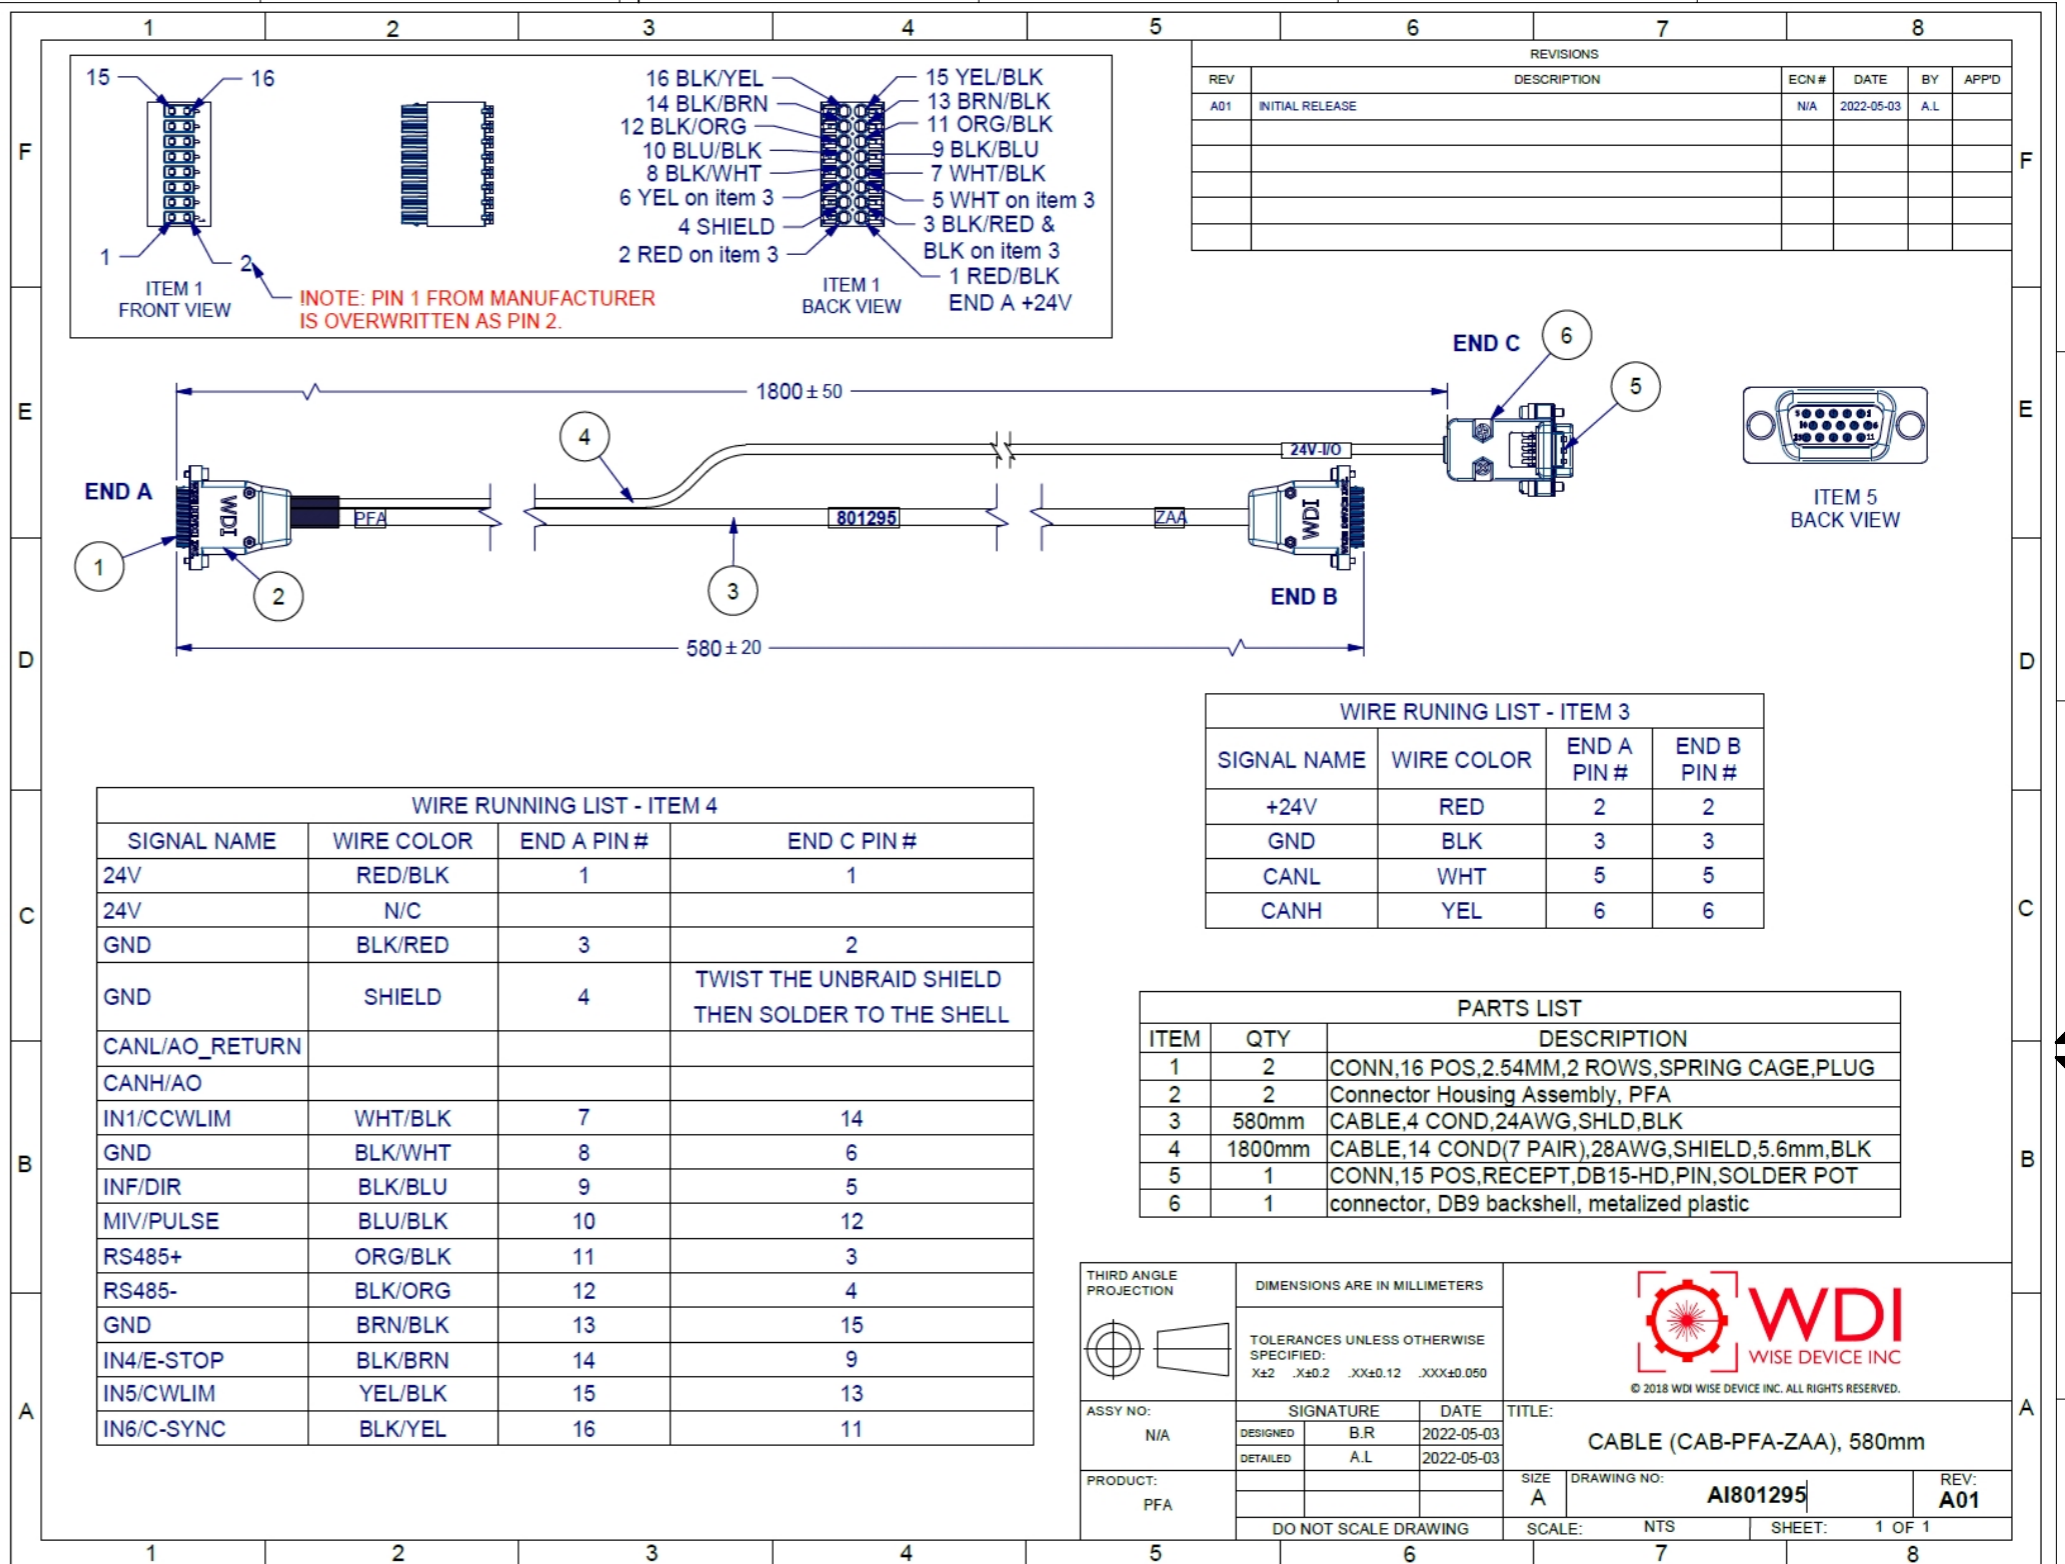 1 2 3 4 5 6 7 8
F
E
D
C
B
A
15 16
1 2
ITEM 1
FRONT VIEW
!NOTE: PIN 1 FROM MANUFACTURER
IS OVERWRITTEN AS PIN 2.
16 BLK/YEL
14 BLK/BRN
12 BLK/ORG
10 BLU/BLK
8 BLK/WHT
6 YEL on item 3
4 SHIELD
2 RED on item 3
ITEM 1
BACK VIEW
15 YEL/BLK
13 BRN/BLK
11 ORG/BLK
9 BLK/BLU
7 WHT/BLK
5 WHT on item 3
3 BLK/RED &
BLK on item 3
1 RED/BLK
END A +24V
REVISIONS
REV DESCRIPTION ECN # DATE BY APP'D
A01 INITIAL RELEASE N/A 2022-05-03 A.L
F
E
D
C
B
A
END C
6
5
1800 ± 50
4
24V-I/O
END A
WDI
PFA
801295
ZAA
WDI
1
2
3
END B
580 ± 20
ITEM 5
BACK VIEW
WIRE RUNING LIST - ITEM 3
SIGNAL NAME WIRE COLOR END A PIN # END B PIN #
+24V RED 2 2
GND BLK 3 3
CANL WHT 5 5
CANH YEL 6 6
WIRE RUNNING LIST - ITEM 4
SIGNAL NAME WIRE COLOR END A PIN # END C PIN #
24V RED/BLK 1 1
24V N/C
GND BLK/RED 3 2
GND SHIELD 4 TWIST THE UNBRAID SHIELD
THEN SOLDER TO THE SHELL
CANL/AO_RETURN
CANH/AO
IN1/CCWLIM WHT/BLK 7 14
GND BLK/WHT 8 6
INF/DIR BLK/BLU 9 5
MIV/PULSE BLU/BLK 10 12
RS485+ ORG/BLK 11 3
RS485- BLK/ORG 12 4
GND BRN/BLK 13 15
IN4/E-STOP BLK/BRN 14 9
IN5/CWLIM YEL/BLK 15 13
IN6/C-SYNC BLK/YEL 16 11
PARTS LIST
ITEM QTY DESCRIPTION
1 2 CONN,16 POS,2.54MM,2 ROWS,SPRING CAGE,PLUG
2 2 Connector Housing Assembly, PFA
3 580mm CABLE,4 COND,24AWG,SHLD,BLK
4 1800mm CABLE,14 COND(7 PAIR),28AWG,SHIELD,5.6mm,BLK
5 1 CONN,15 POS,RECEPT,DB15-HD,PIN,SOLDER POT
6 1 connector, DB9 backshell, metalized plastic
THIRD ANGLE
PROJECTION
DIMENSIONS ARE IN MILLIMETERS
TOLERANCES UNLESS OTHERWISE
SPECIFIED:
X±2 .X±0.2 .XX±0.12 .XXX±0.050
WDI
WISE DEVICE INC
© 2018 WDI WISE DEVICE INC. ALL RIGHTS RESERVED.
ASSY NO:
N/A
SIGNATURE DATE
DESIGNED B.R 2022-05-03
DETAILED A.L 2022-05-03
TITLE:
CABLE (CAB-PFA-ZAA), 580mm
PRODUCT:
PFA
SIZE
A
DRAWING NO:
AI801295
REV:
A01
DO NOT SCALE DRAWING
SCALE: NTS
SHEET: 1 OF 1
1 2 3 4 5 6 7 8